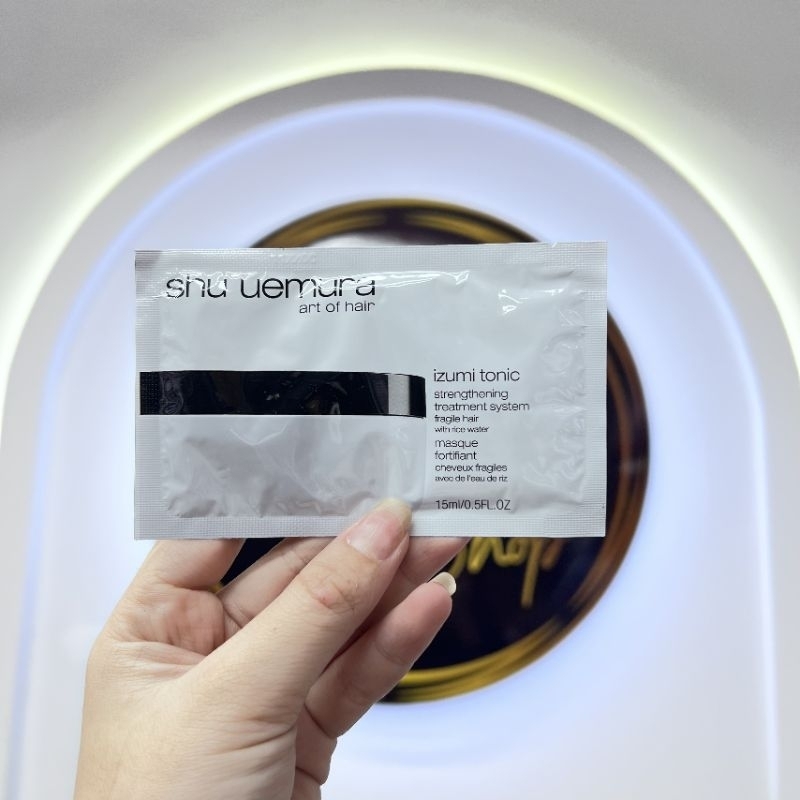 shu uemura
art of hair
izumi tonic
strengthening
treatment system
fragile hair
with rice water
masque
fortifiant
cheveux fragiles
avec de l'eau de riz
15ml/0.5FL.OZ